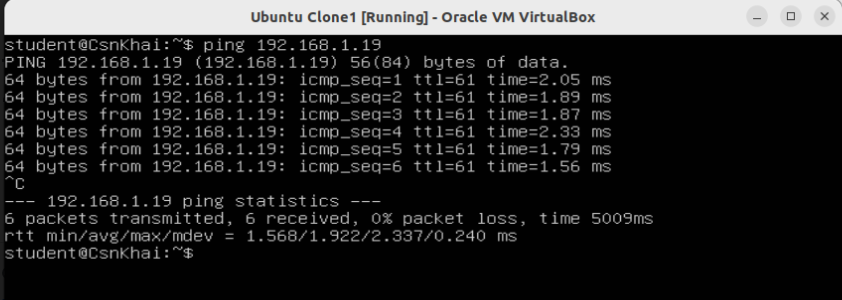 Ubuntu Clone1 [Running] - Oracle VM VirtualBox
student@CsnKhai:~$ ping 192.168.1.19
PING 192.168.1.19 (192.168.1.19) 56(84) bytes of data.
64 bytes from 192.168.1.19: icmp_seq=1 ttl=61 time=2.05 ms
64 bytes from 192.168.1.19: icmp_seq=2 ttl=61 time=1.89 ms
64 bytes from 192.168.1.19: icmp_seq=3 ttl=61 time=1.87 ms
64 bytes from 192.168.1.19: icmp_seq=4 ttl=61 time=2.33 ms
64 bytes from 192.168.1.19: icmp_seq=5 ttl=61 time=1.79 ms
64 bytes from 192.168.1.19: icmp_seq=6 ttl=61 time=1.56 ms
^C
--- 192.168.1.19 ping statistics ---
6 packets transmitted, 6 received, 0% packet loss, time 5009ms
rtt min/avg/max/mdev = 1.568/1.922/2.337/0.240 ms
student@CsnKhai:~$